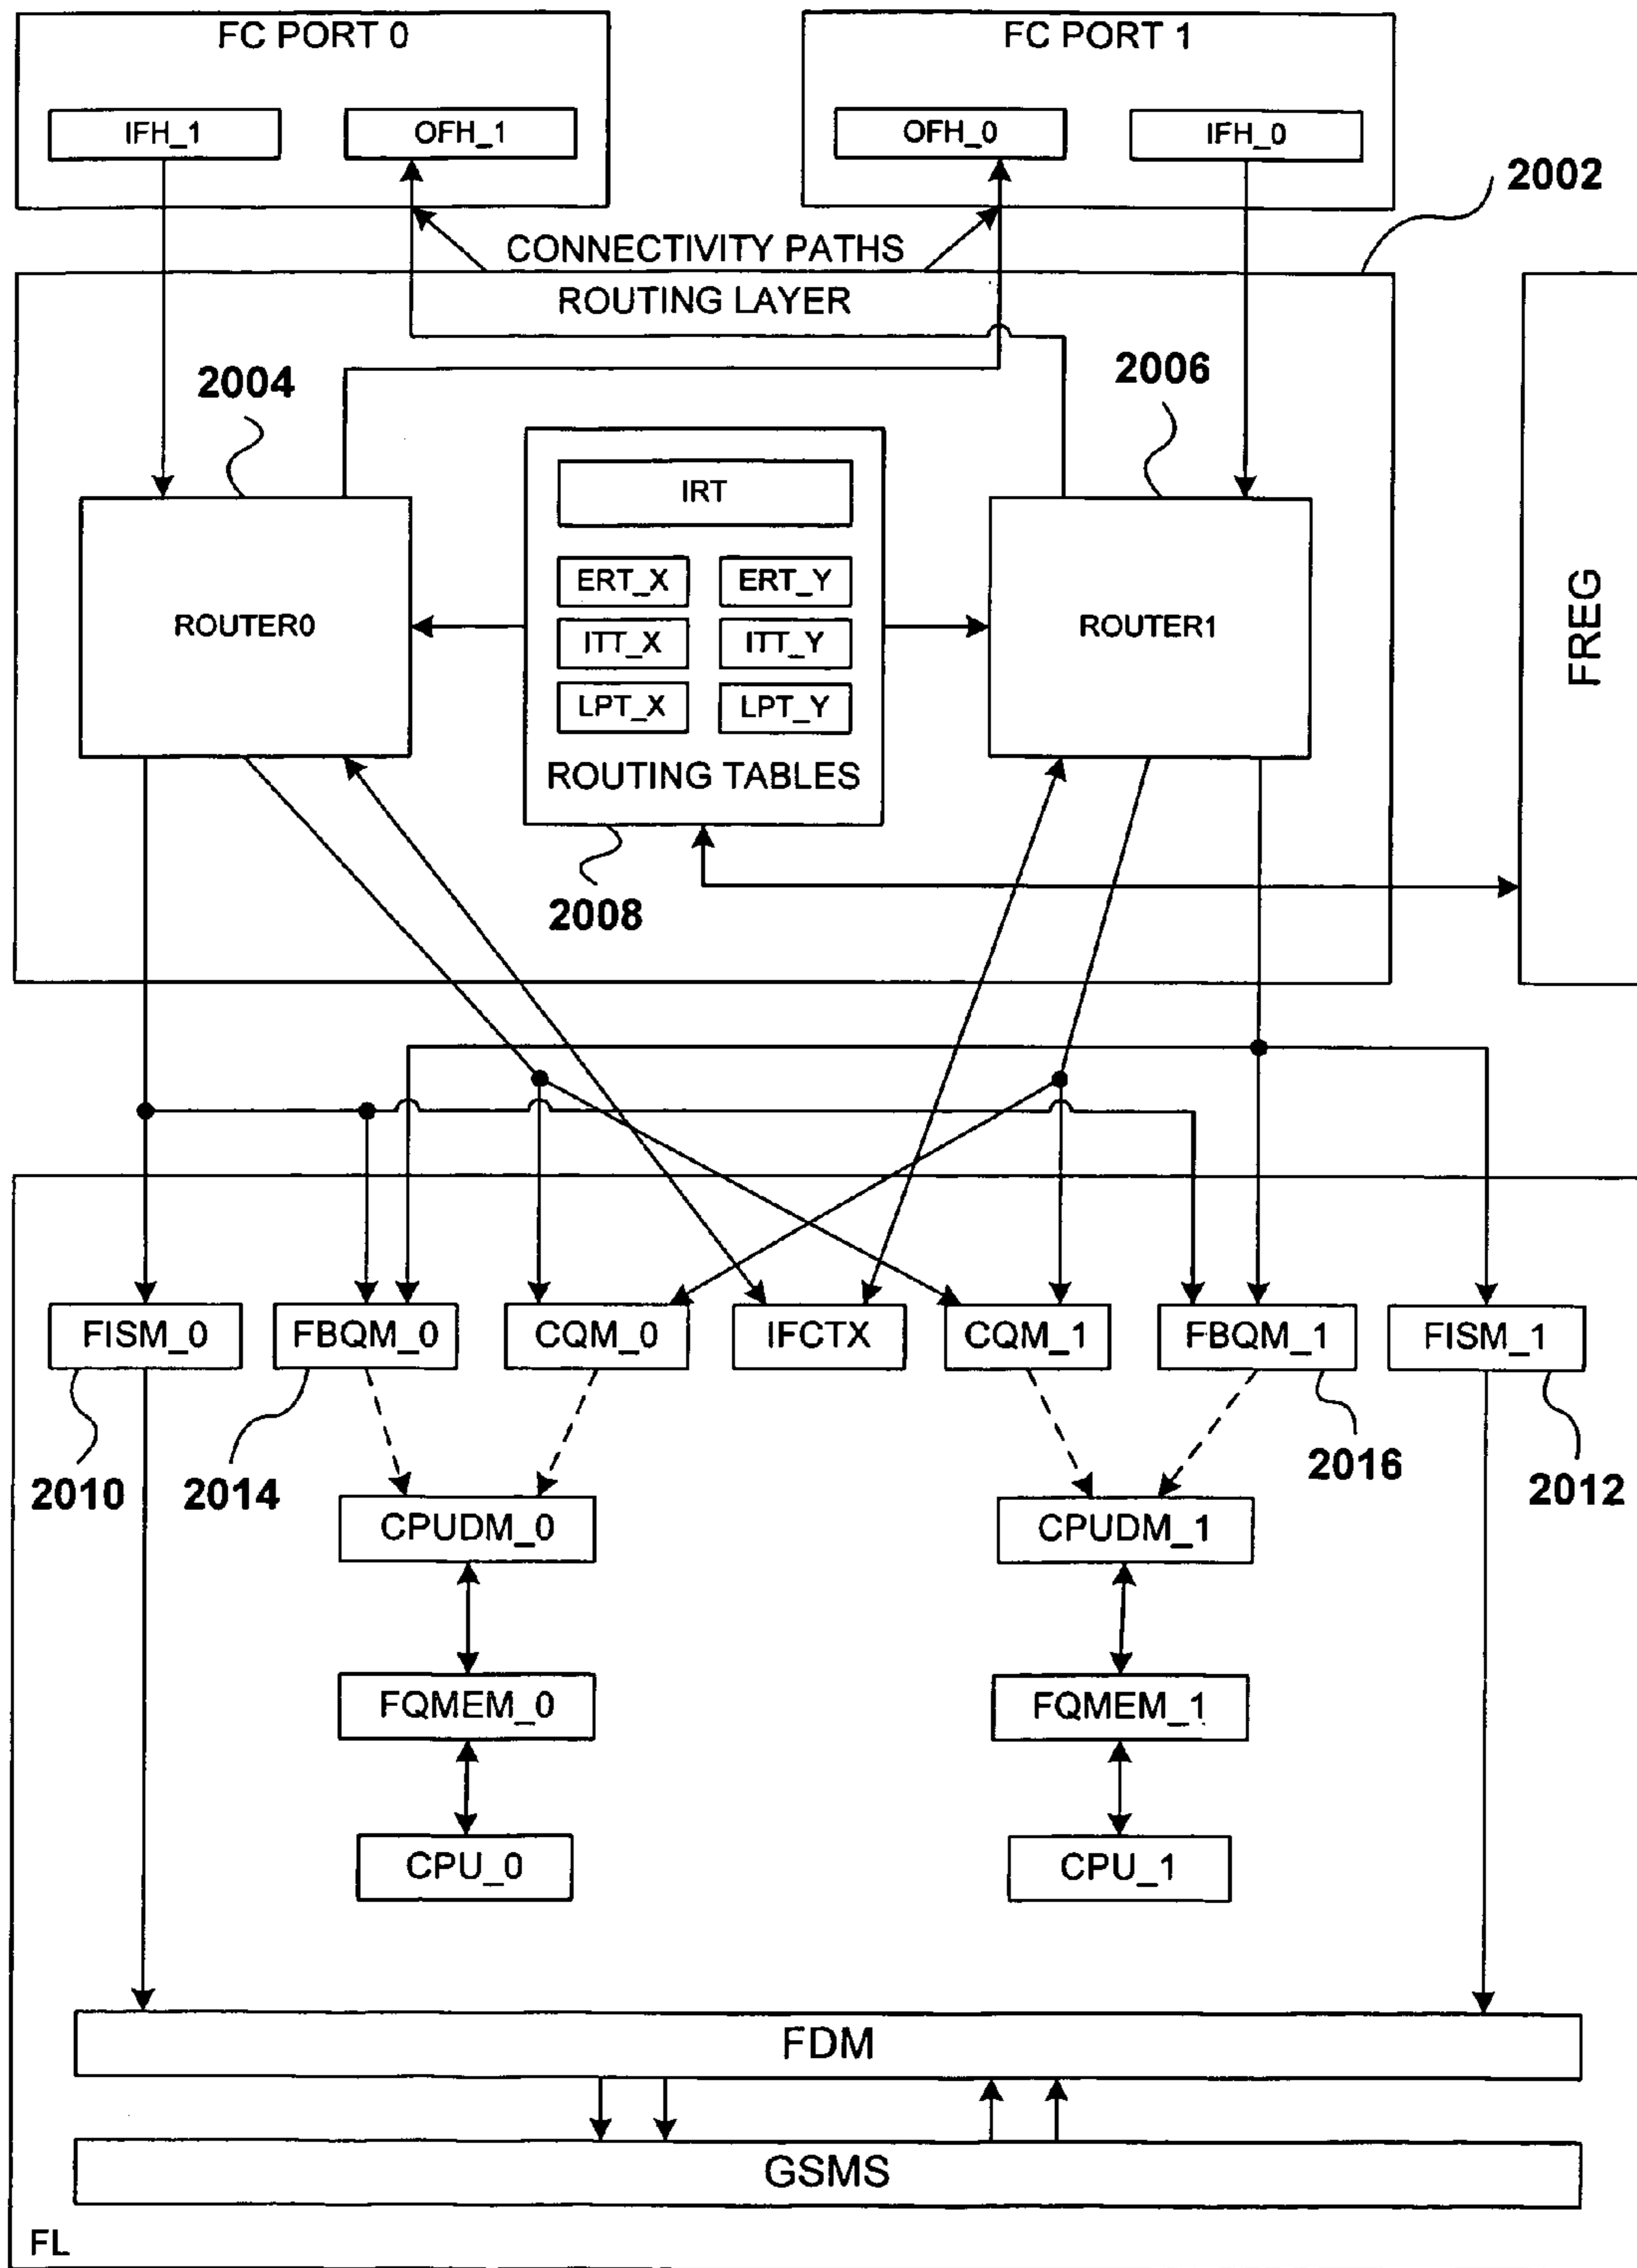 FC PORT 0
FC PORT 1
IFH_1
OFH_1
OFH_0
IFH_0
2002
CONNECTIVITY PATHS
ROUTING LAYER
2004
2006
IRT
ERT_X
ERT_Y
ROUTER0
ITT_X
ITT_Y
ROUTER1
FREG
LPT_X
LPT_Y
ROUTING TABLES
2008
FISM_0
FBQM_0
CQM_0
IFCTX
CQM_1
FBQM_1
FISM_1
2010
2014
2016
2012
CPUDM_0
CPUDM_1
FQMEM_0
FQMEM_1
CPU_0
CPU_1
FDM
GSMS
FL